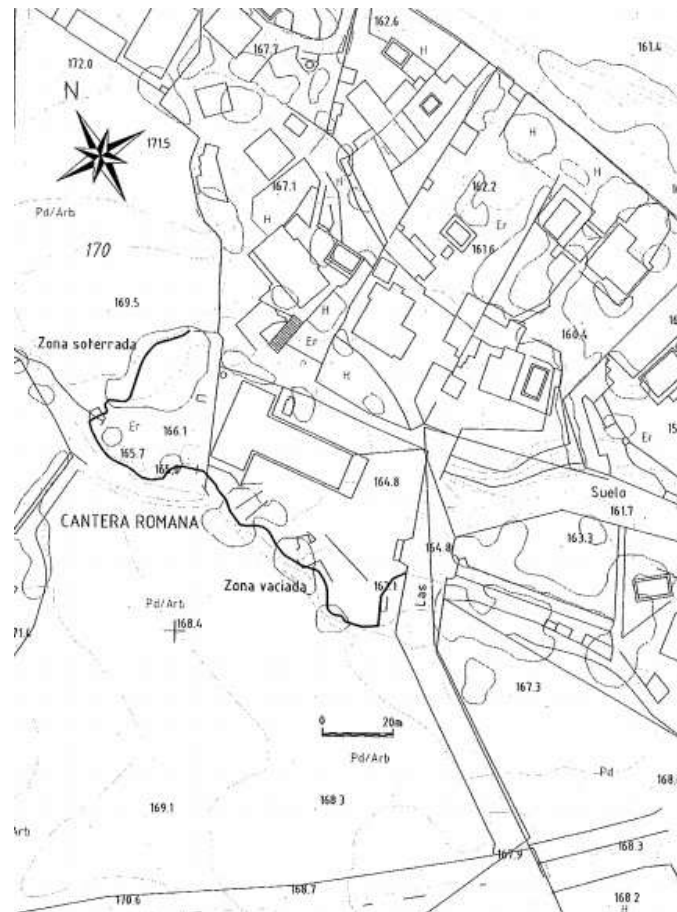 162.6
H
161.4
172.0
167.7
N
171.5
H
H
H
167.1
H
162.2
Pd/Arb
H
Er
161.6
170
169.5
H
160.4
Zona soterrada
Er
H
Er
166.1
Er
165.7
164.8
Suelo
161.7
CANTERA ROMANA
163.3
164.8
Zona vaciada
Pd/Arb
168.4
Las
167.3
0 20m
Pd/Arb
Pd
169.1
168.3
168.3
167.9
170.6
168.7
168.2
H